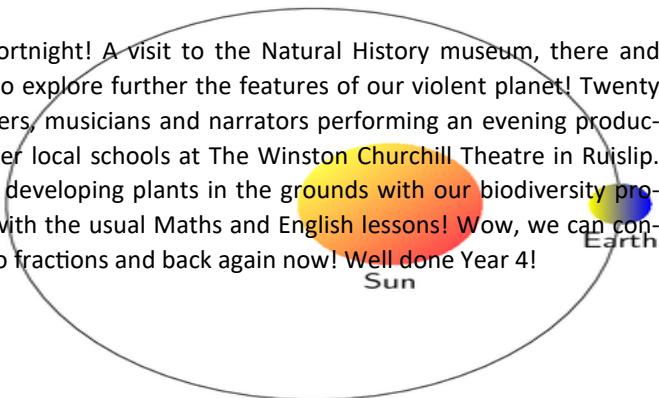 ortnight! A visit to the Natural History museum, there and
o explore further the features of our violent planet! Twenty
ers, musicians and narrators performing an evening produc-
er local schools at The Winston Churchill Theatre in Ruislip.
developing plants in the grounds with our biodiversity pro-
with the usual Maths and English lessons! Wow, we can con-
o fractions and back again now! Well done Year 4!
Earth
Sun